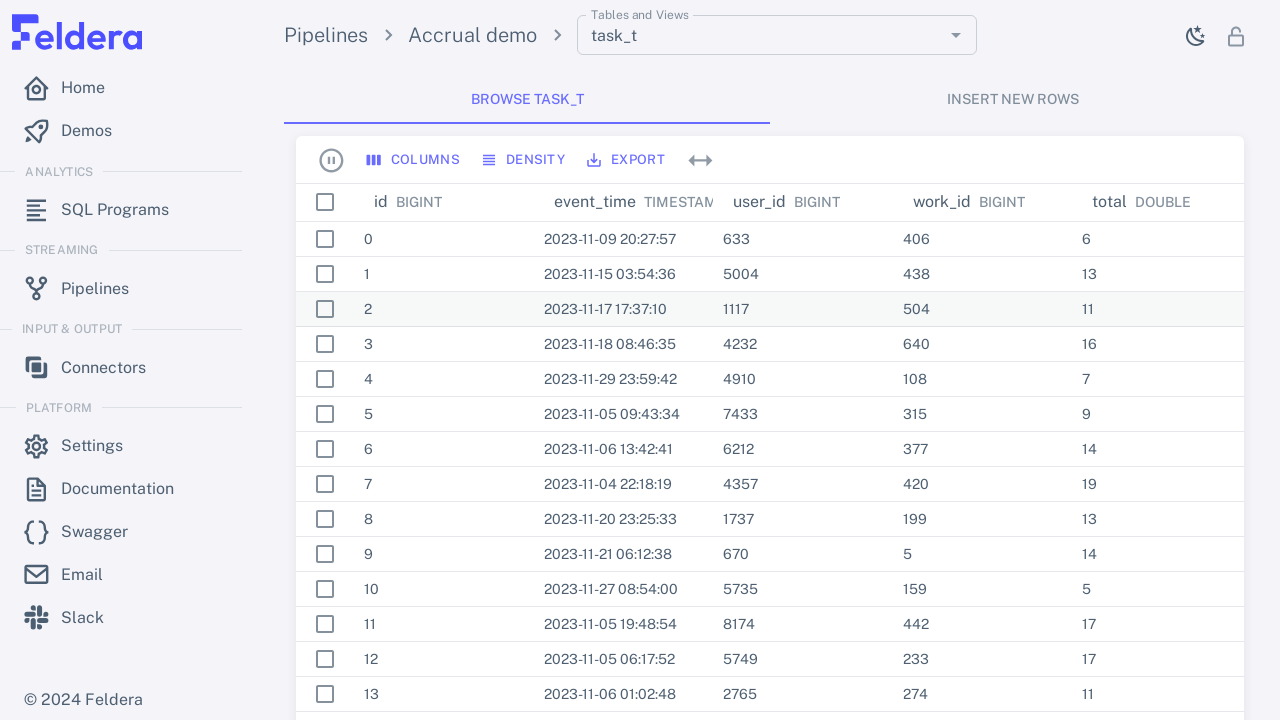 Feldera
Home
Demos
ANALYTICS
SQL Programs
STREAMING
Pipelines
INPUT & OUTPUT
Connectors
PLATFORM
Settings
Documentation
Swagger
Email
Slack
© 2024 Feldera
Pipelines > Accrual demo >
Tables and Views
task_t
BROWSE TASK_T INSERT NEW ROWS
COLUMNS DENSITY EXPORT
id BIGINT event_time TIMESTAM user_id BIGINT work_id BIGINT total DOUBLE
0 2023-11-09 20:27:57 633 406 6
1 2023-11-15 03:54:36 5004 438 13
2 2023-11-17 17:37:10 1117 504 11
3 2023-11-18 08:46:35 4232 640 16
4 2023-11-29 23:59:42 4910 108 7
5 2023-11-05 09:43:34 7433 315 9
6 2023-11-06 13:42:41 6212 377 14
7 2023-11-04 22:18:19 4357 420 19
8 2023-11-20 23:25:33 1737 199 13
9 2023-11-21 06:12:38 670 5 14
10 2023-11-27 08:54:00 5735 159 5
11 2023-11-05 19:48:54 8174 442 17
12 2023-11-05 06:17:52 5749 233 17
13 2023-11-06 01:02:48 2765 274 11